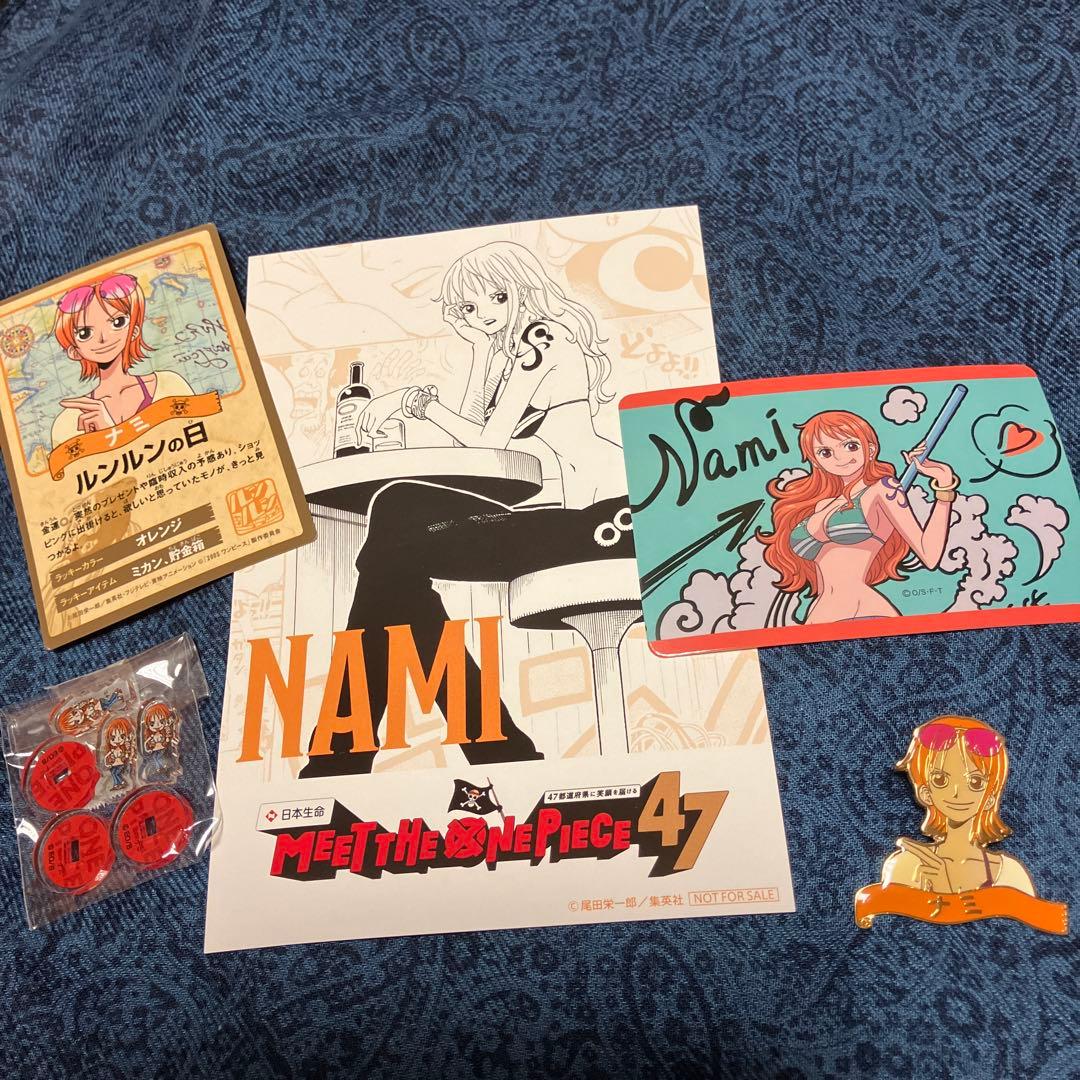 ナミ
ルンルンの日
金運◎。突然のプレゼントや臨時収入の予感あり、ショッ
ピングに出掛けると、欲しいと思っていたモノが、きっと見
つかるよ。
ラッキーカラー オレンジ
ラッキーアイテム ミカン、貯金箱
どよよ!!
NAMI
日本生命
47都道府県に笑顔を届ける
MEET THE ONE PIECE 47
©尾田栄一郎/集英社 NOT FOR SALE
Nami
©O/S・F・T
ナミ